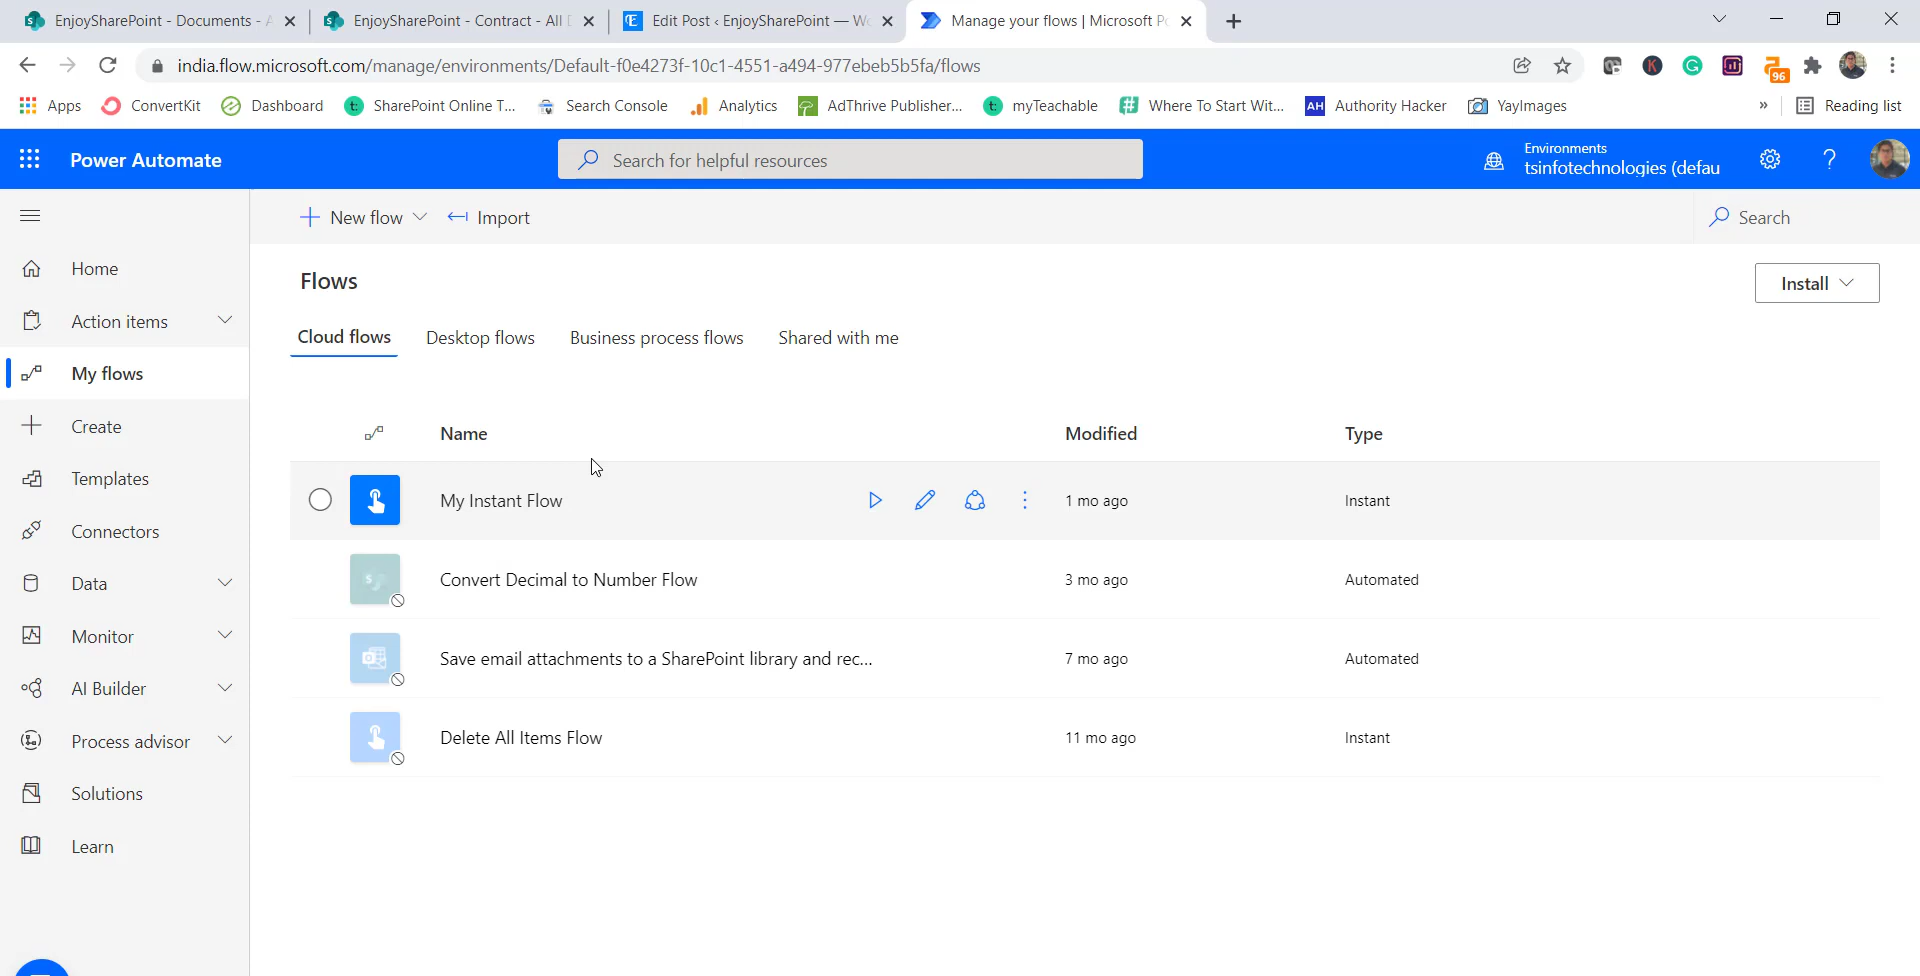 EnjoySharePoint - Documents - A
EnjoySharePoint - Contract - All D
Edit Post ‹ EnjoySharePoint — Wo
Manage your flows | Microsoft Po
india.flow.microsoft.com/manage/environments/Default-f0e4273f-10c1-4551-a494-977ebeb5b5fa/flows
96
Apps
ConvertKit
Dashboard
SharePoint Online T...
Search Console
Analytics
AdThrive Publisher...
myTeachable
Where To Start Wit...
AH
Authority Hacker
YayImages
»
Reading list
Power Automate
Search for helpful resources
Environments
tsinfotechnologies (defau
?
New flow
Import
Search
Home
Action items
My flows
Create
Templates
Connectors
Data
Monitor
AI Builder
Process advisor
Solutions
Learn
Flows
Install
Cloud flows
Desktop flows
Business process flows
Shared with me
Name
Modified
Type
My Instant Flow
1 mo ago
Instant
Convert Decimal to Number Flow
3 mo ago
Automated
Save email attachments to a SharePoint library and rec...
7 mo ago
Automated
Delete All Items Flow
11 mo ago
Instant